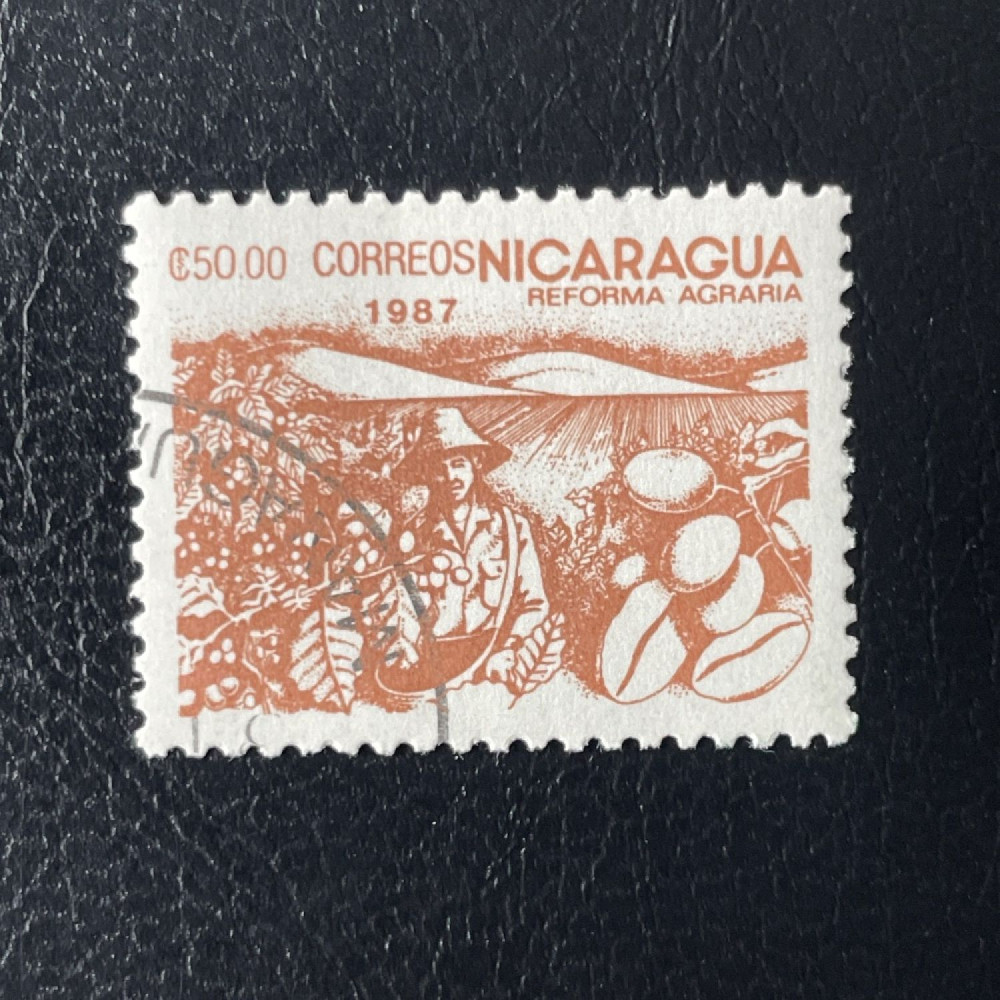 ₡50.00 CORREOS NICARAGUA
REFORMA AGRARIA
1987